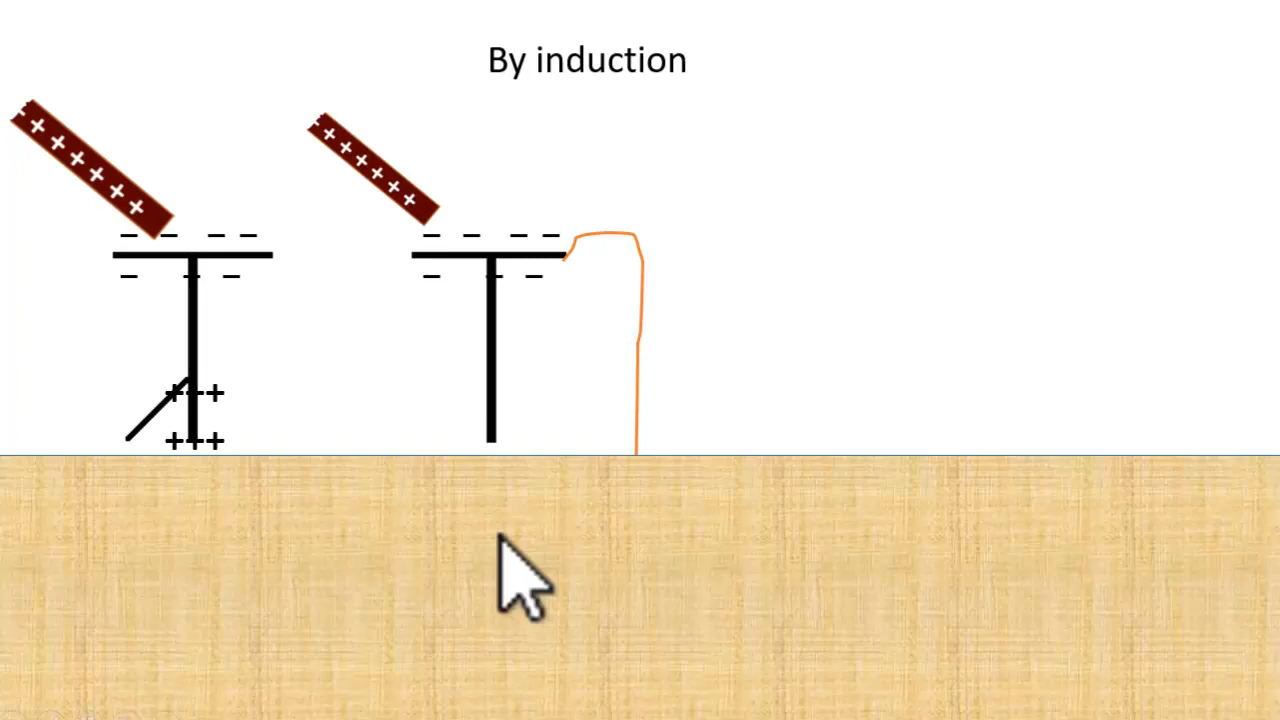 By induction
+ + + + + +
+ + + + + +
− − − −
− − − −
− − −
− − −
+++
+++